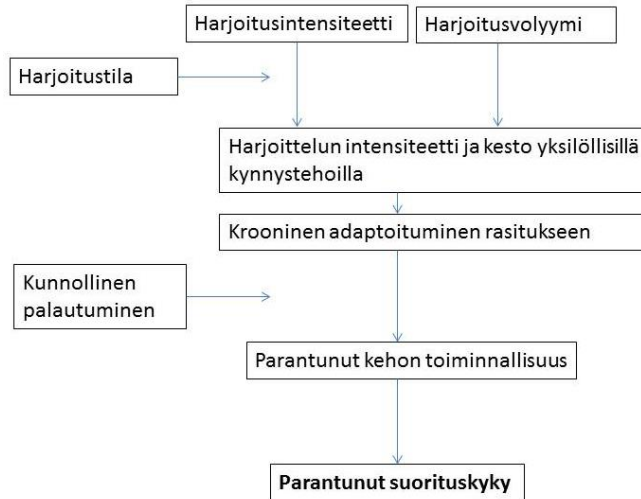 Harjoitusintensiteetti
Harjoitusvolyymi
Harjoitustila
Harjoittelun intensiteetti ja kesto yksilöllisillä
kynnystehoilla
Krooninen adaptoituminen rasitukseen
Kunnollinen
palautuminen
Parantunut kehon toiminnallisuus
Parantunut suorituskyky